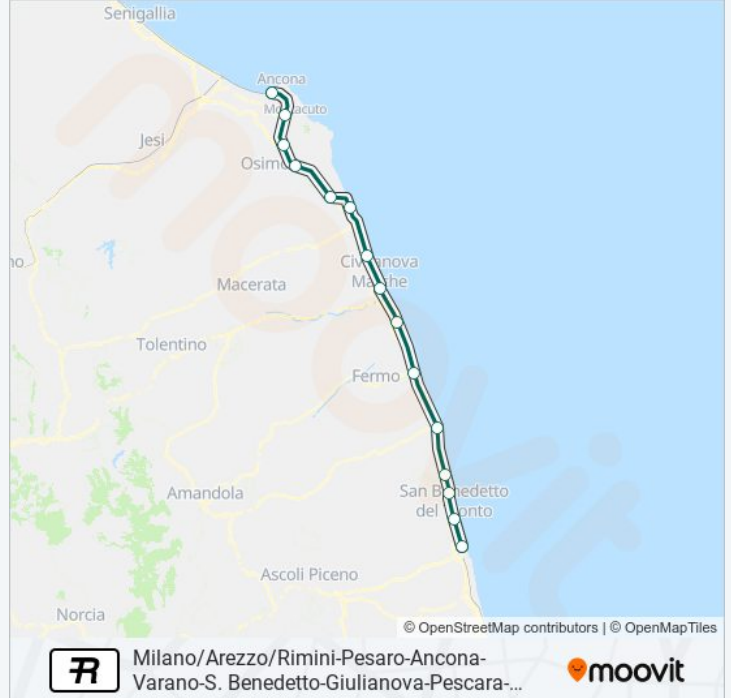 Senigallia
Ancona
Jesi
Osimo
Civitanova
Marche
Macerata
Tolentino
Fermo
Amandola
San Benedetto
del Tronto
Ascoli Piceno
Norcia
© OpenStreetMap contributors | © OpenMapTiles
R
Milano/Arezzo/Rimini-Pesaro-Ancona-
Varano-S. Benedetto-Giulianova-Pescara-...
moovit